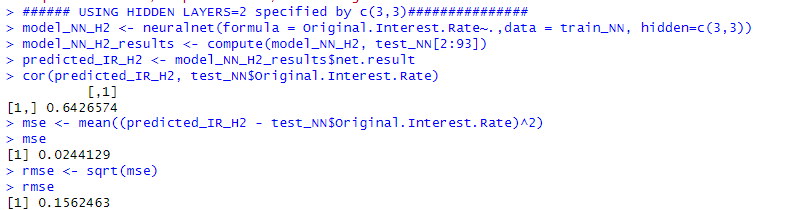 > ###### USING HIDDEN LAYERS=2 specified by c(3,3)###############
> model_NN_H2 <- neuralnet(formula = Original.Interest.Rate~.,data = train_NN, hidden=c(3,3))
> model_NN_H2_results <- compute(model_NN_H2, test_NN[2:93])
> predicted_IR_H2 <- model_NN_H2_results$net.result
> cor(predicted_IR_H2, test_NN$Original.Interest.Rate)
          [,1]
[1,] 0.6426574
> mse <- mean((predicted_IR_H2 - test_NN$Original.Interest.Rate)^2)
> mse
[1] 0.0244129
> rmse <- sqrt(mse)
> rmse
[1] 0.1562463